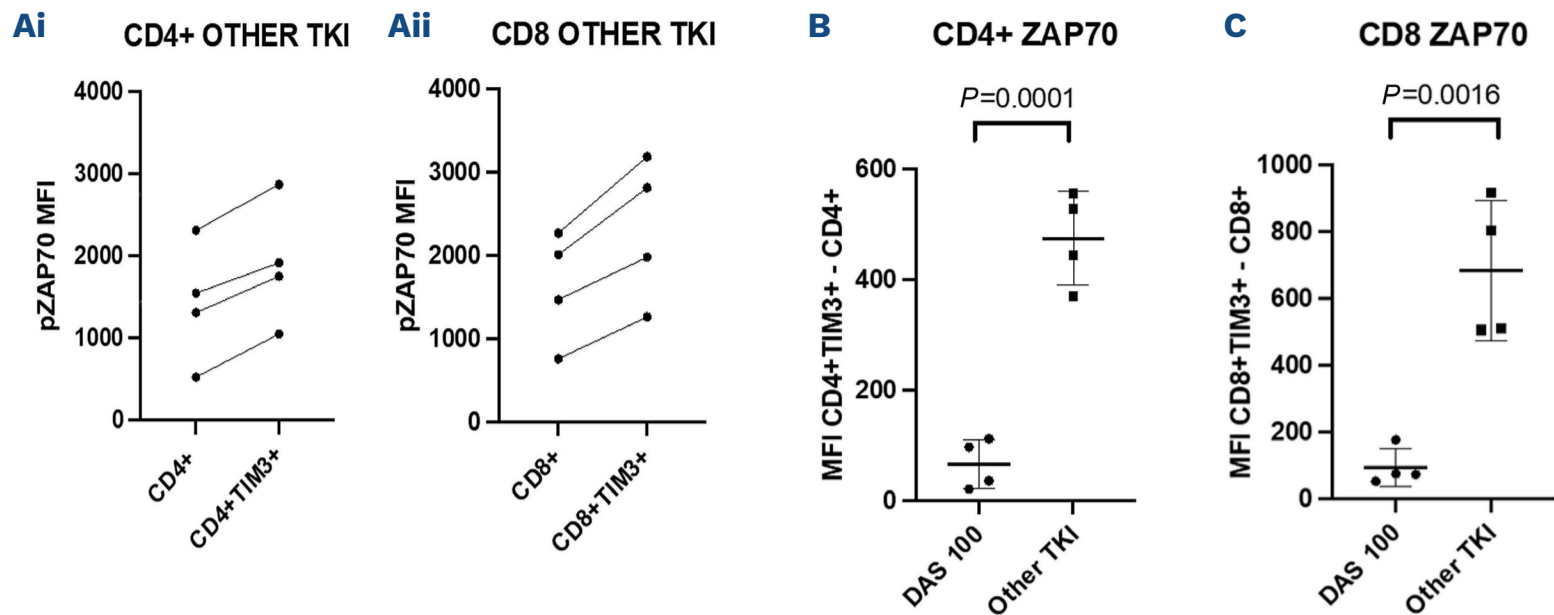 Ai
CD4+ OTHER TKI
pZAP70 MFI
4000
3000
2000
1000
0
CD4+
CD4+TIM3+
Aii
CD8 OTHER TKI
pZAP70 MFI
4000
3000
2000
1000
0
CD8+
CD8+TIM3+
B
CD4+ ZAP70
P=0.0001
MFI CD4+TIM3+ - CD4+
600
400
200
0
DAS 100
Other TKI
C
CD8 ZAP70
P=0.0016
MFI CD8+TIM3+ - CD8+
1000
800
600
400
200
0
DAS 100
Other TKI